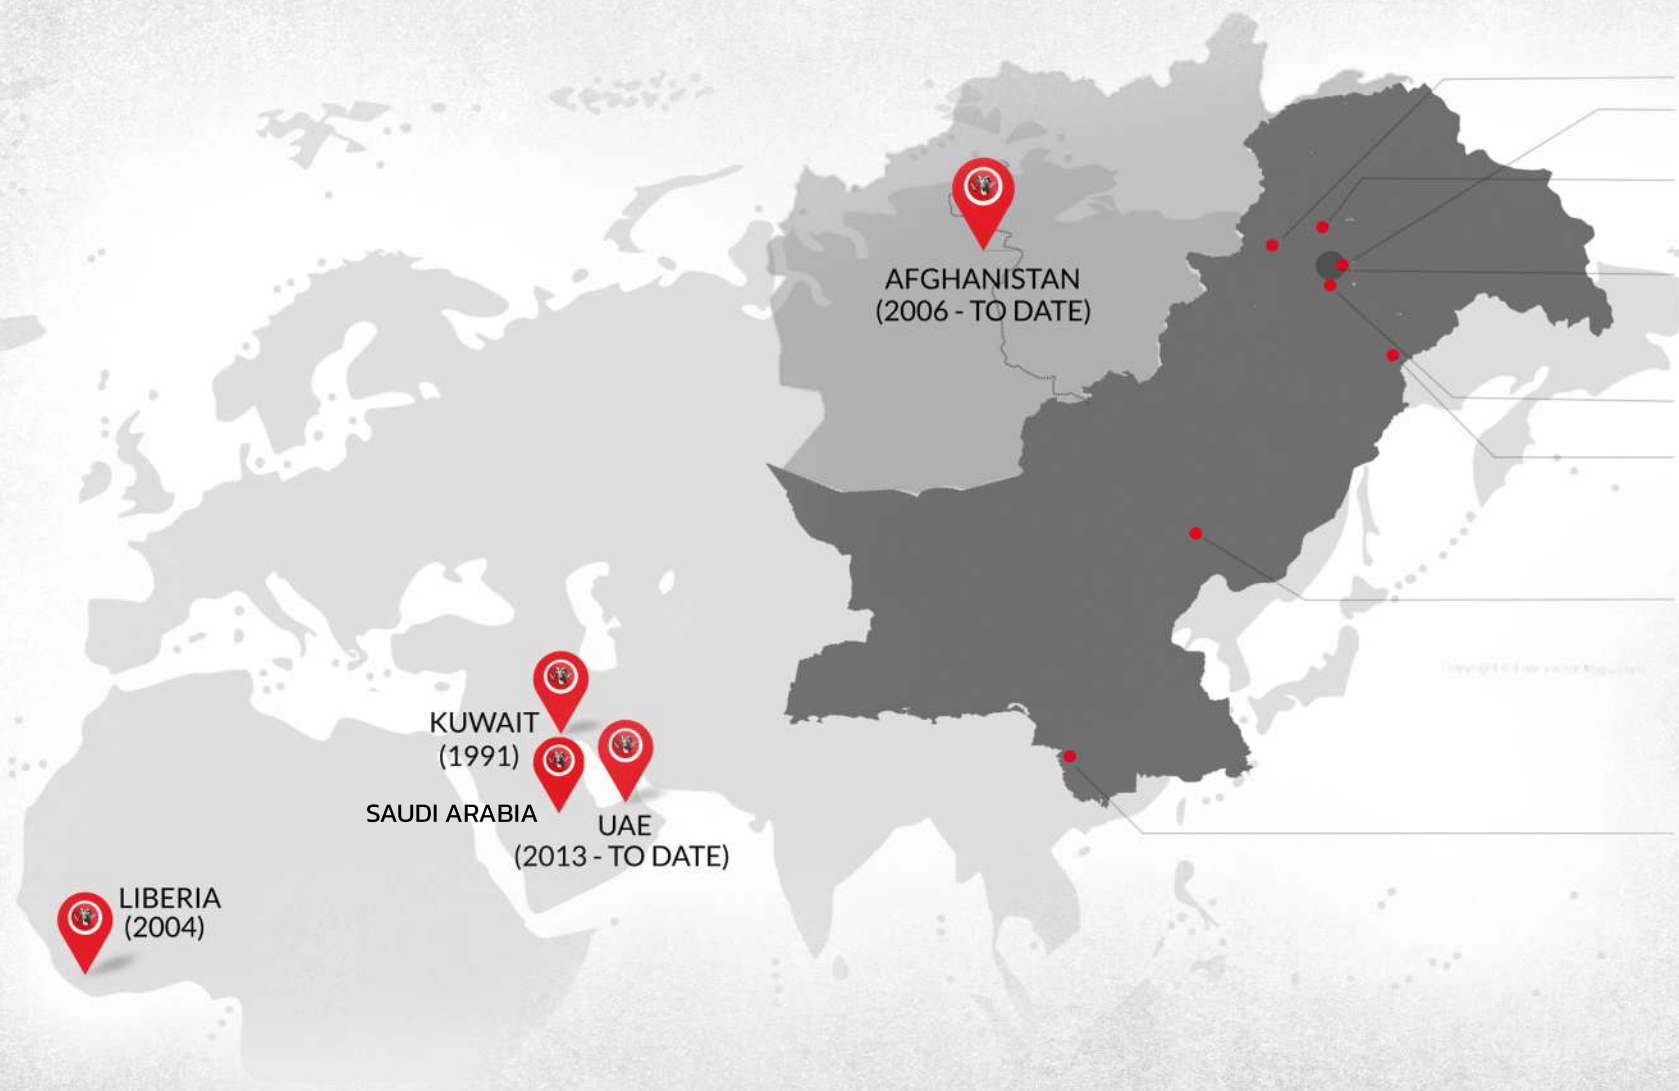 AFGHANISTAN
(2006 - TO DATE)
KUWAIT
(1991)
SAUDI ARABIA
UAE
(2013 - TO DATE)
LIBERIA
(2004)